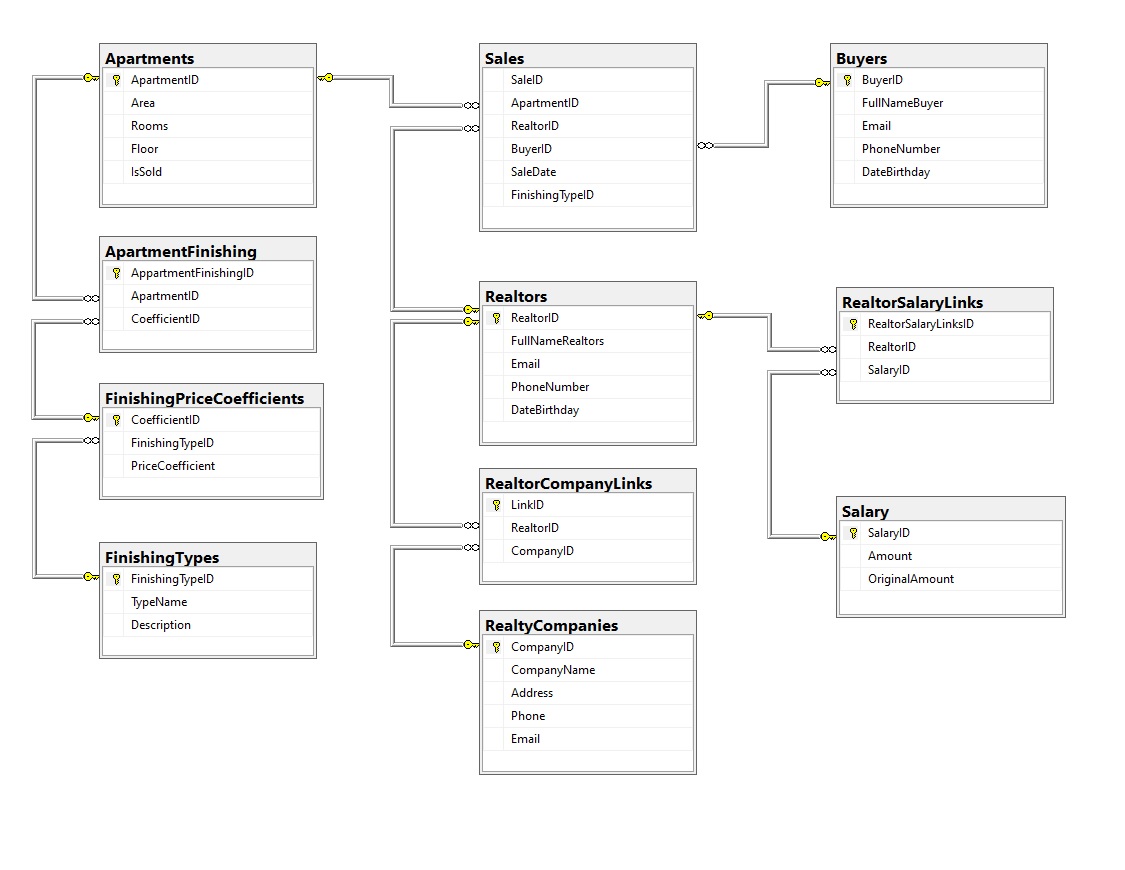 Apartments
ApartmentID
Area
Rooms
Floor
IsSold
ApartmentFinishing
AppartmentFinishingID
ApartmentID
CoefficientID
FinishingPriceCoefficients
CoefficientID
FinishingTypeID
PriceCoefficient
FinishingTypes
FinishingTypeID
TypeName
Description
Sales
SaleID
ApartmentID
RealtorID
BuyerID
SaleDate
FinishingTypeID
Realtors
RealtorID
FullNameRealtors
Email
PhoneNumber
DateBirthday
RealtorCompanyLinks
LinkID
RealtorID
CompanyID
RealtyCompanies
CompanyID
CompanyName
Address
Phone
Email
Buyers
BuyerID
FullNameBuyer
Email
PhoneNumber
DateBirthday
RealtorSalaryLinks
RealtorSalaryLinksID
RealtorID
SalaryID
Salary
SalaryID
Amount
OriginalAmount